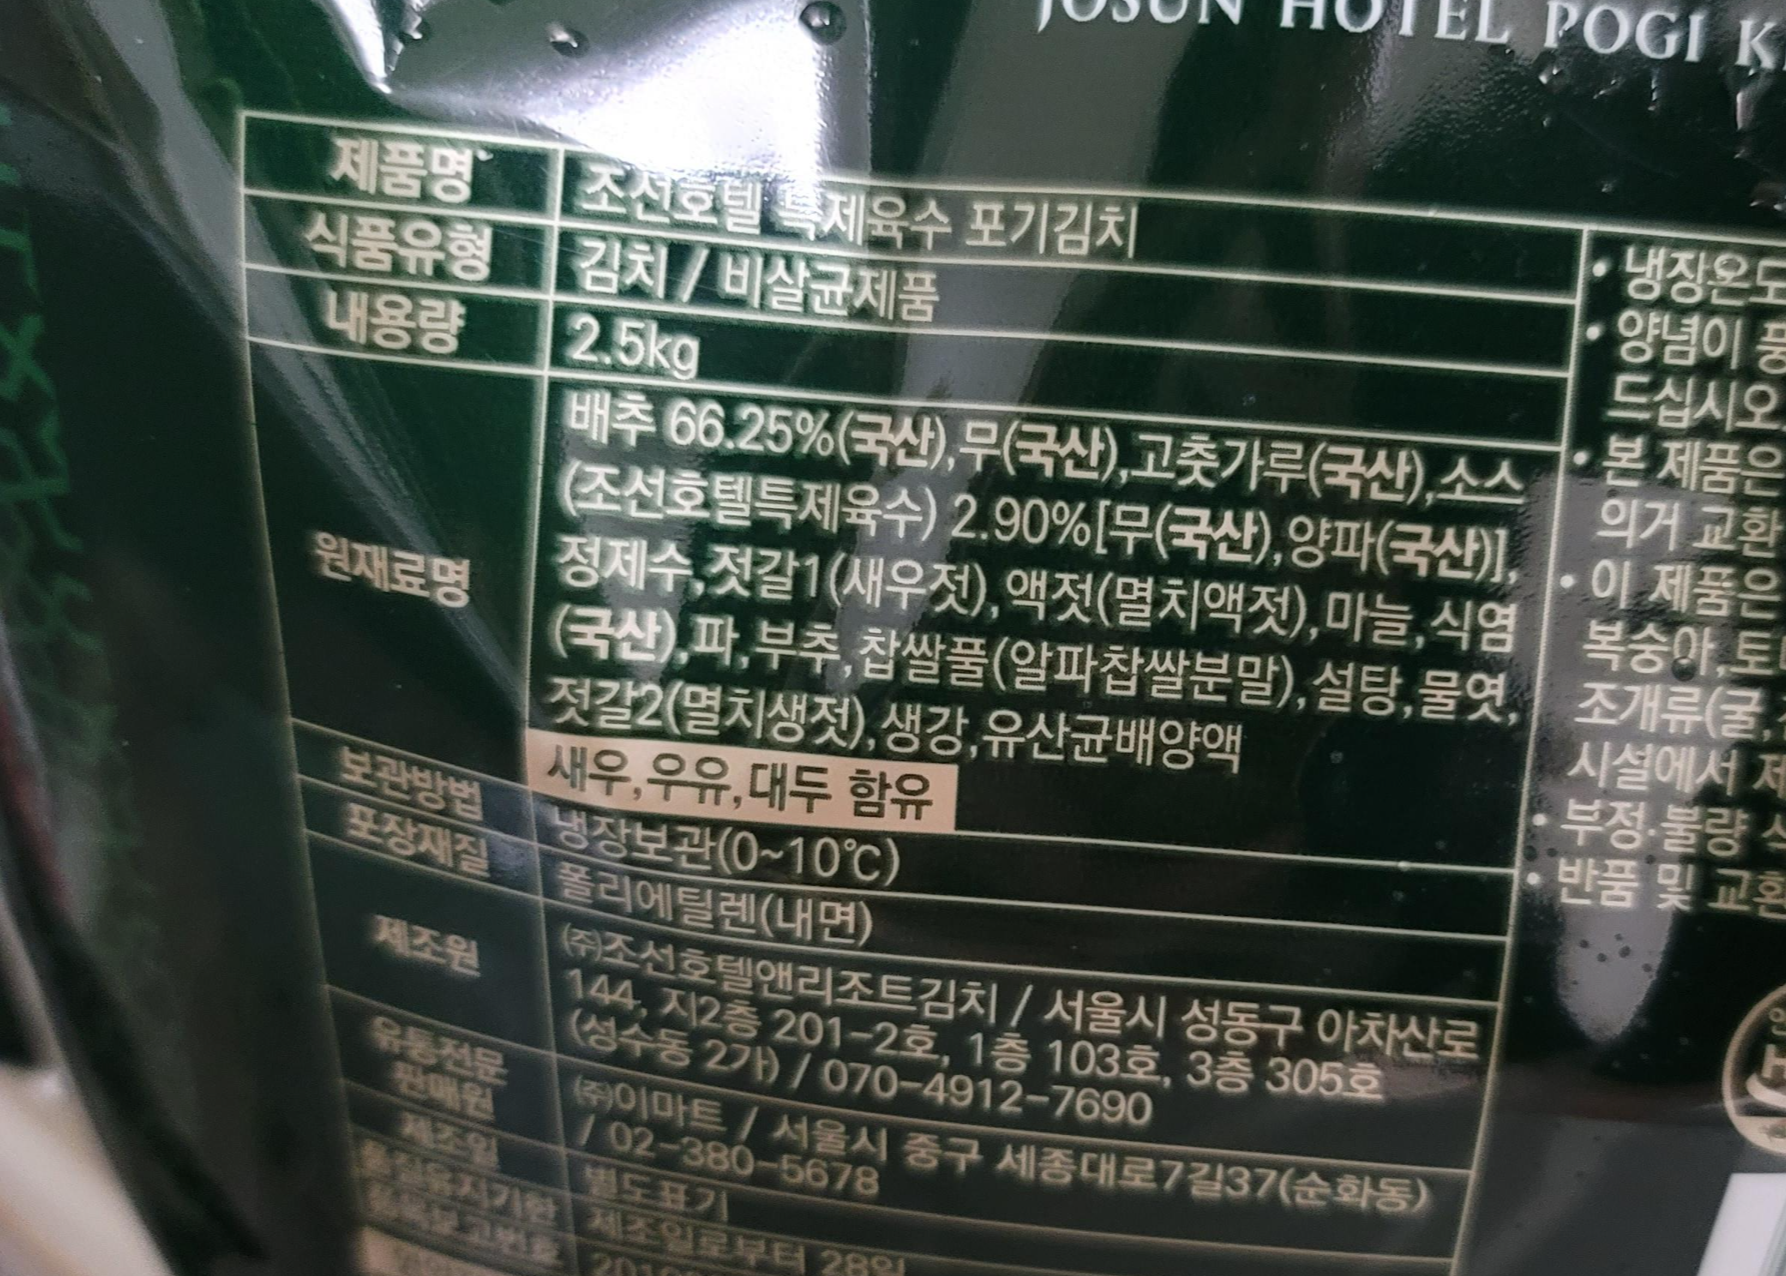 JOSUN HOTEL POGI
제품명 조선호텔 특제육수 포기김치
식품유형 김치 / 비살균제품
내용량 2.5kg
원재료명
배추 66.25%(국산),무(국산),고춧가루(국산),소스
(조선호텔특제육수) 2.90%[무(국산),양파(국산)],
정제수,젓갈1(새우젓),액젓(멸치액젓),마늘,식염
(국산),파,부추,찹쌀풀(알파찹쌀분말),설탕,물엿,
젓갈2(멸치생젓),생강,유산균배양액
새우,우유,대두 함유
보관방법 냉장보관(0~10℃)
포장재질 폴리에틸렌(내면)
제조원
㈜조선호텔앤리조트김치 / 서울시 성동구 아차산로
144, 지2층 201-2호, 1층 103호, 3층 305호
(성수동 2가) / 070-4912-7690
유통전문
판매원
㈜이마트 / 서울시 중구 세종대로7길37(순화동)
/ 02-380-5678
제조일 별도표기
품질유지기한 제조일로부터 28일
품목보고번호
• 냉장온도
• 양념이
드십시오
• 본 제품은
의거 교환
• 이 제품은
복숭아,
조개류(굴,
시설에서
• 부정·불량
• 반품 및 교환